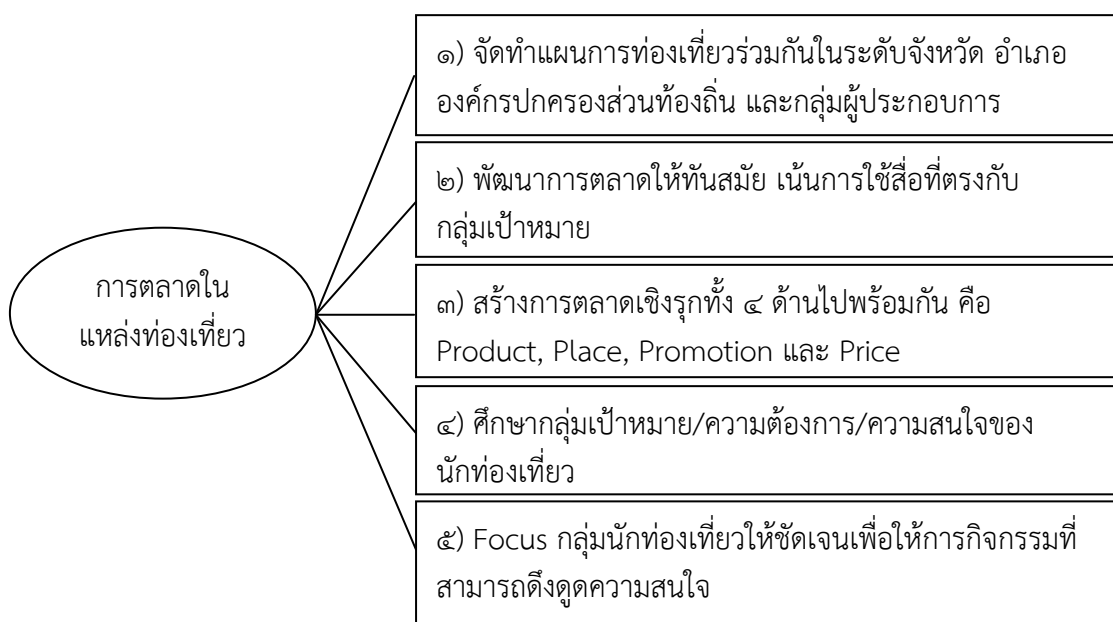 การตลาดใน
แหล่งท่องเที่ยว
๑) จัดทำแผนการท่องเที่ยวร่วมกันในระดับจังหวัด อำเภอ
องค์กรปกครองส่วนท้องถิ่น และกลุ่มผู้ประกอบการ
๒) พัฒนาการตลาดให้ทันสมัย เน้นการใช้สื่อที่ตรงกับ
กลุ่มเป้าหมาย
๓) สร้างการตลาดเชิงรุกทั้ง ๔ ด้านไปพร้อมกัน คือ
Product, Place, Promotion และ Price
๔) ศึกษากลุ่มเป้าหมาย/ความต้องการ/ความสนใจของ
นักท่องเที่ยว
๕) Focus กลุ่มนักท่องเที่ยวให้ชัดเจนเพื่อให้การกิจกรรมที่
สามารถดึงดูดความสนใจ